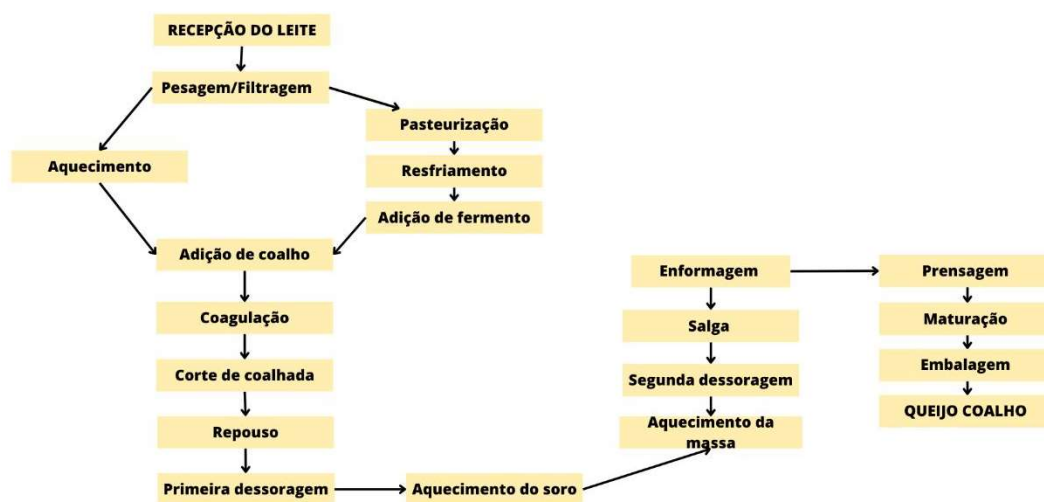 RECEPÇÃO DO LEITE
Pesagem/Filtragem
Pasteurização
Aquecimento
Resfriamento
Adição de fermento
Adição de coalho
Coagulação
Corte de coalhada
Repouso
Primeira dessoragem
Aquecimento do soro
Enformagem
Salga
Segunda dessoragem
Aquecimento da
massa
Prensagem
Maturação
Embalagem
QUEIJO COALHO